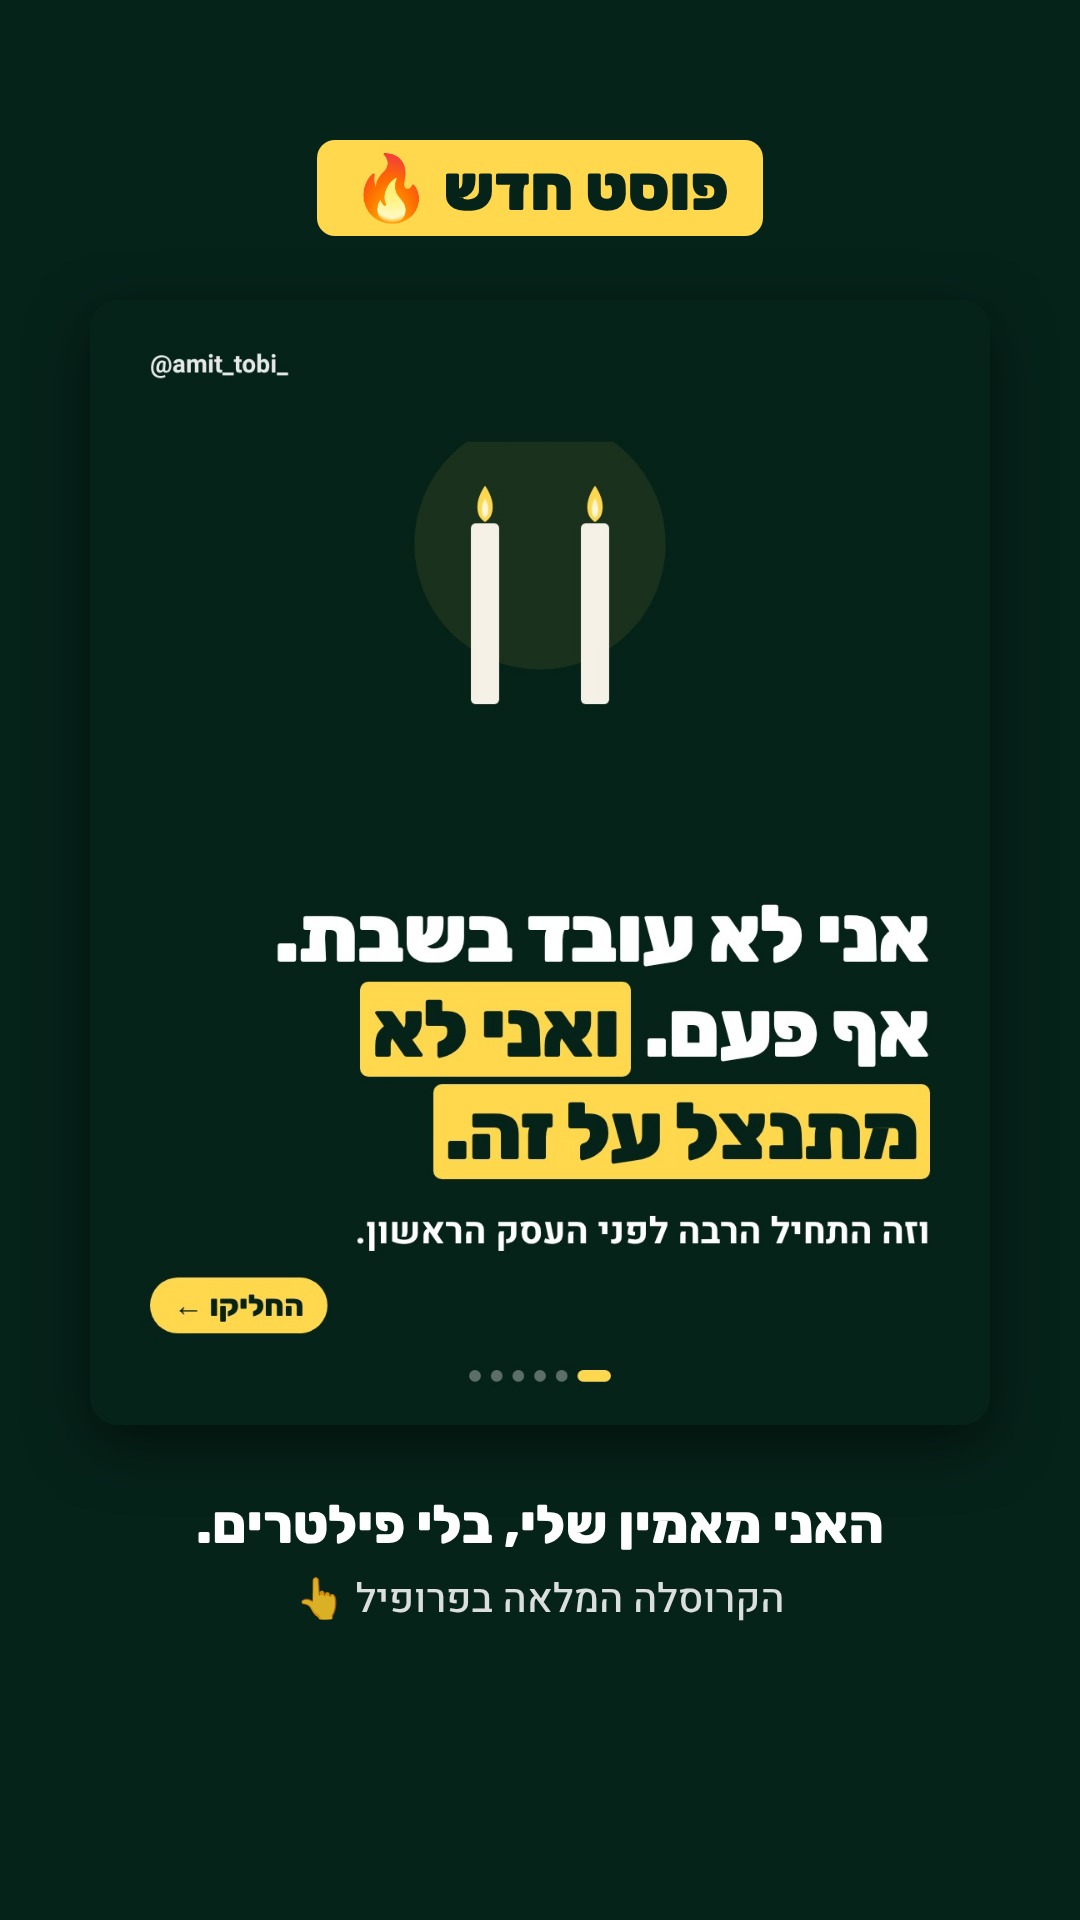 פוסט חדש 🔥
@amit_tobi_
אני לא עובד בשבת.
אף פעם. ואני לא
מתנצל על זה.
וזה התחיל הרבה לפני העסק הראשון.
החליקו ←
האני מאמין שלי, בלי פילטרים.
הקרוסלה המלאה בפרופיל 👆